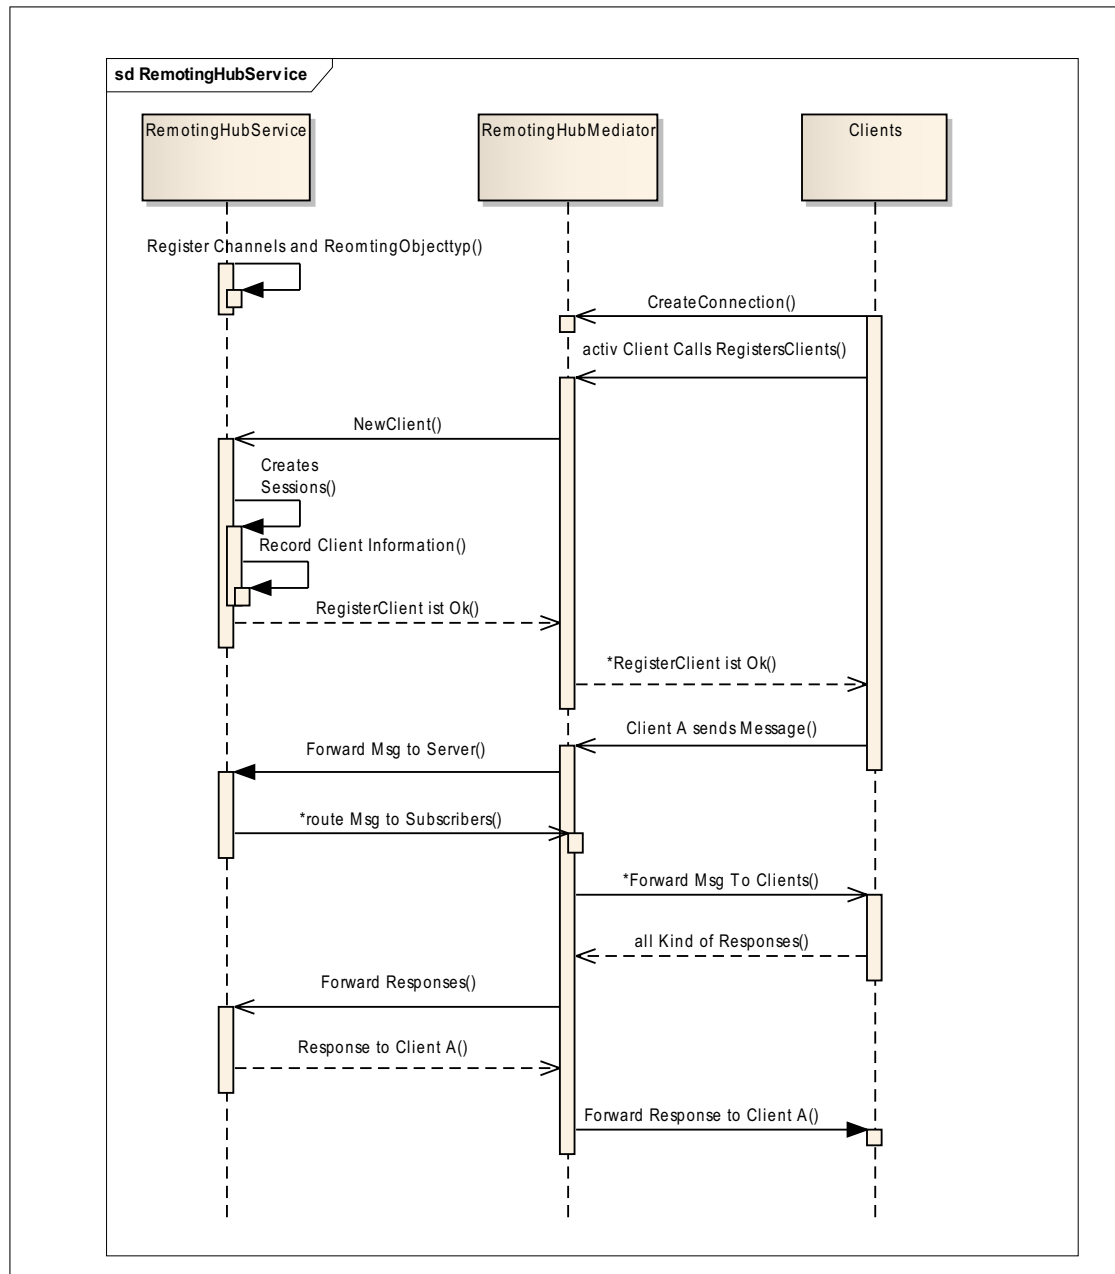 sd RemotingHubService
RemotingHubService
RemotingHubMediator
Clients
Register Channels and ReomtingObjecttyp()
CreateConnection()
activ Client Calls RegistersClients()
NewClient()
Creates
Sessions()
Record Client Information()
RegisterClient ist Ok()
*RegisterClient ist Ok()
Client A sends Message()
Forward Msg to Server()
*route Msg to Subscribers()
*Forward Msg To Clients()
all Kind of Responses()
Forward Responses()
Response to Client A()
Forward Response to Client A()